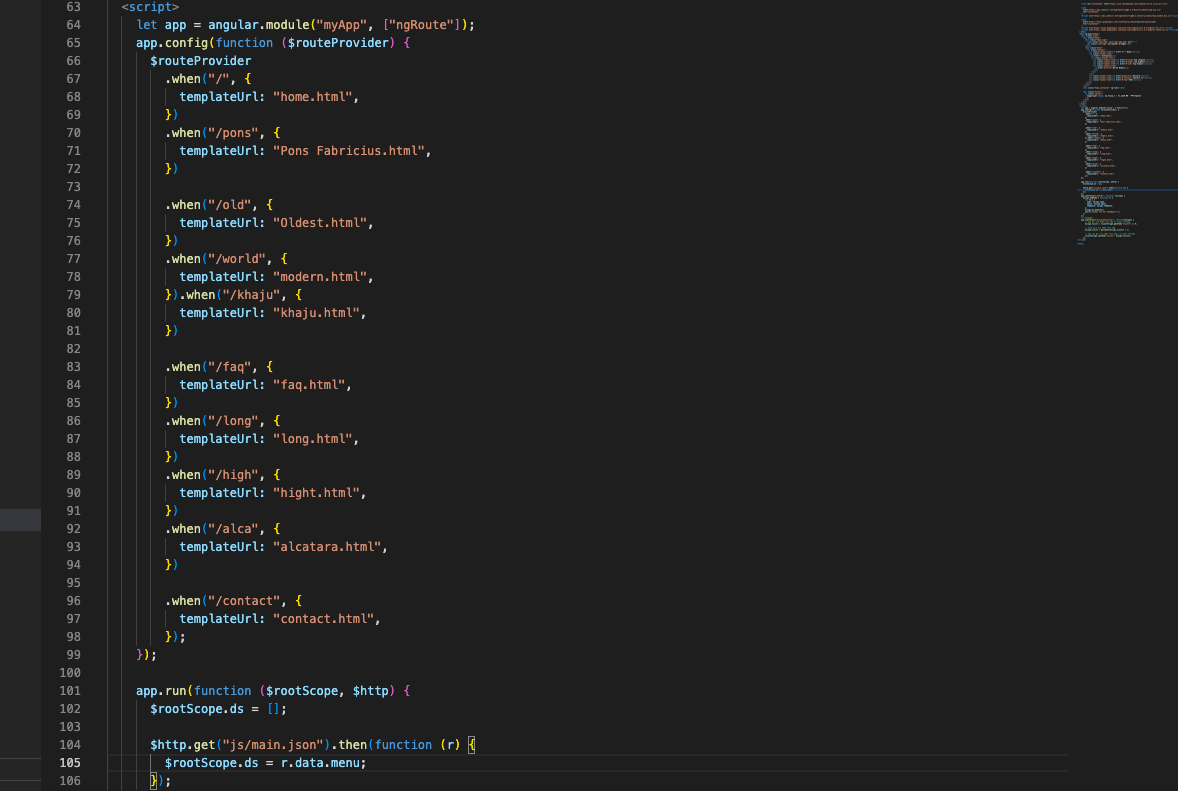 63 <script>
64 let app = angular.module("myApp", ["ngRoute"]);
65 app.config(function ($routeProvider) {
66 $routeProvider
67 .when("/", {
68 templateUrl: "home.html",
69 })
70 .when("/pons", {
71 templateUrl: "Pons Fabricius.html",
72 })
73
74 .when("/old", {
75 templateUrl: "Oldest.html",
76 })
77 .when("/world", {
78 templateUrl: "modern.html",
79 }).when("/khaju", {
80 templateUrl: "khaju.html",
81 })
82
83 .when("/faq", {
84 templateUrl: "faq.html",
85 })
86 .when("/long", {
87 templateUrl: "long.html",
88 })
89 .when("/high", {
90 templateUrl: "hight.html",
91 })
92 .when("/alca", {
93 templateUrl: "alcatara.html",
94 })
95
96 .when("/contact", {
97 templateUrl: "contact.html",
98 });
99 });
100
101 app.run(function ($rootScope, $http) {
102 $rootScope.ds = [];
103
104 $http.get("js/main.json").then(function (r) {
105 $rootScope.ds = r.data.menu;
106 });